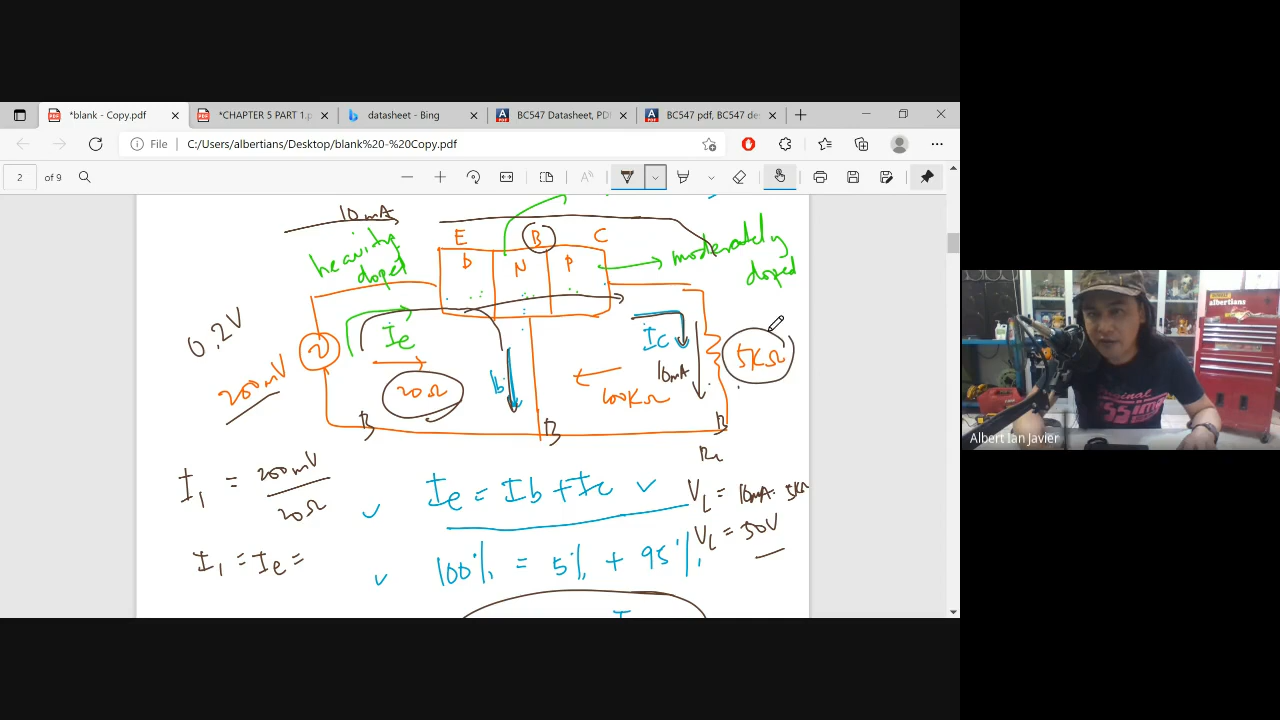 *blank - Copy.pdf
*CHAPTER 5 PART 1.p
datasheet - Bing
BC547 Datasheet, PDF
BC547 pdf, BC547 de
File
C:/Users/albertians/Desktop/blank%20-%20Copy.pdf
2 of 9
10mA
E B C
P N P
heavily doped
moderately doped
0.2V
200mV
Ie
20Ω
Ib
Ic
10mA
100KΩ
5KΩ
B B B
RL
I1 = 200mV / 20Ω
Ie = Ib + Ic
VL = 10mA · 5KΩ
VL = 50V
I1 = Ie =
100% = 5% + 95%
I
Albert Ian Javier
albertians